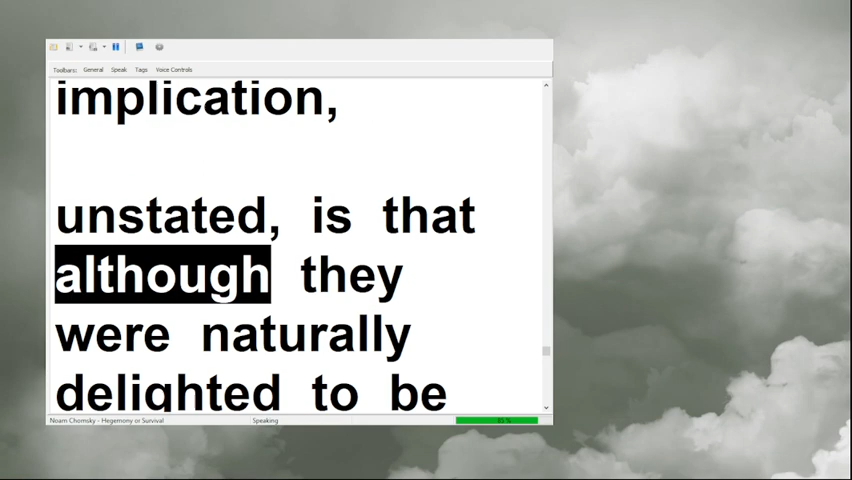 Toolbars: General Speak Tags Voice Controls
implication,
unstated, is that
although they
were naturally
delighted to be
Noam Chomsky - Hegemony or Survival Speaking